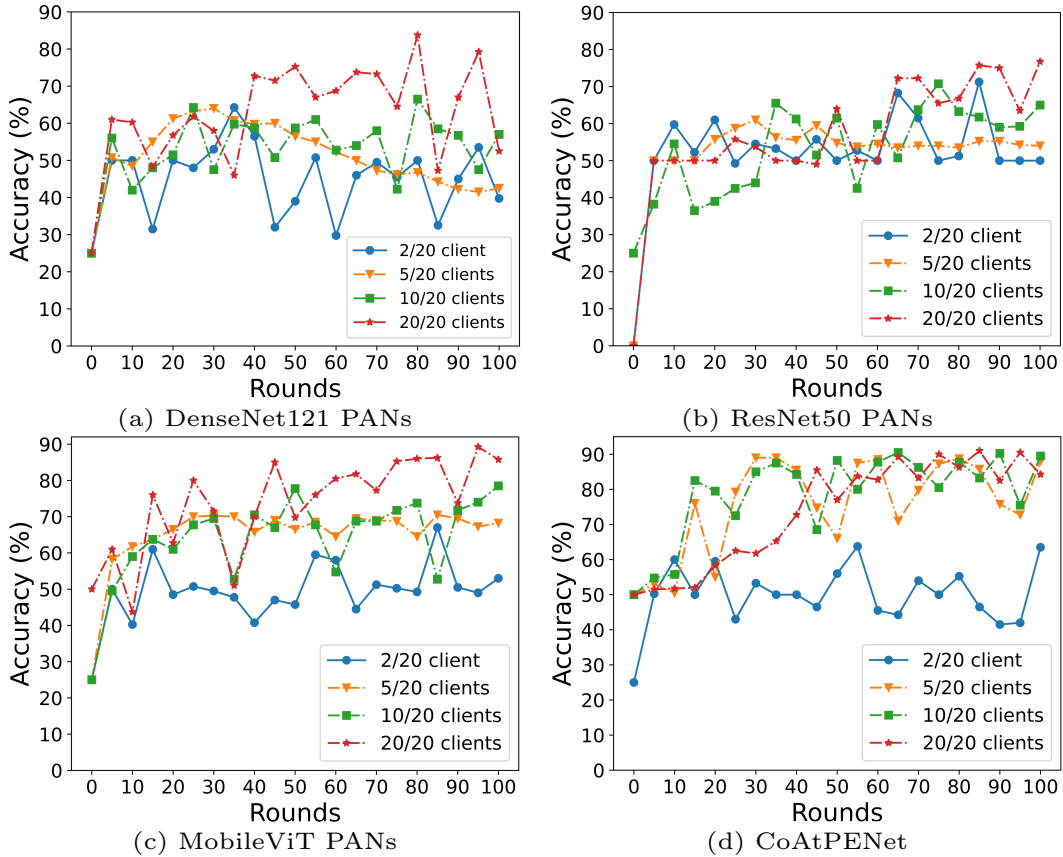 90
80
70
60
50
40
30
20
10
0
Accuracy (%)
2/20 client
5/20 clients
10/20 clients
20/20 clients
0 10 20 30 40 50 60 70 80 90 100
Rounds
(a) DenseNet121 PANs
90
80
70
60
50
40
30
20
10
0
Accuracy (%)
2/20 client
5/20 clients
10/20 clients
20/20 clients
0 10 20 30 40 50 60 70 80 90 100
Rounds
(b) ResNet50 PANs
90
80
70
60
50
40
30
20
10
0
Accuracy (%)
2/20 client
5/20 clients
10/20 clients
20/20 clients
0 10 20 30 40 50 60 70 80 90 100
Rounds
(c) MobileViT PANs
90
80
70
60
50
40
30
20
10
0
Accuracy (%)
2/20 client
5/20 clients
10/20 clients
20/20 clients
0 10 20 30 40 50 60 70 80 90 100
Rounds
(d) CoAtPENet